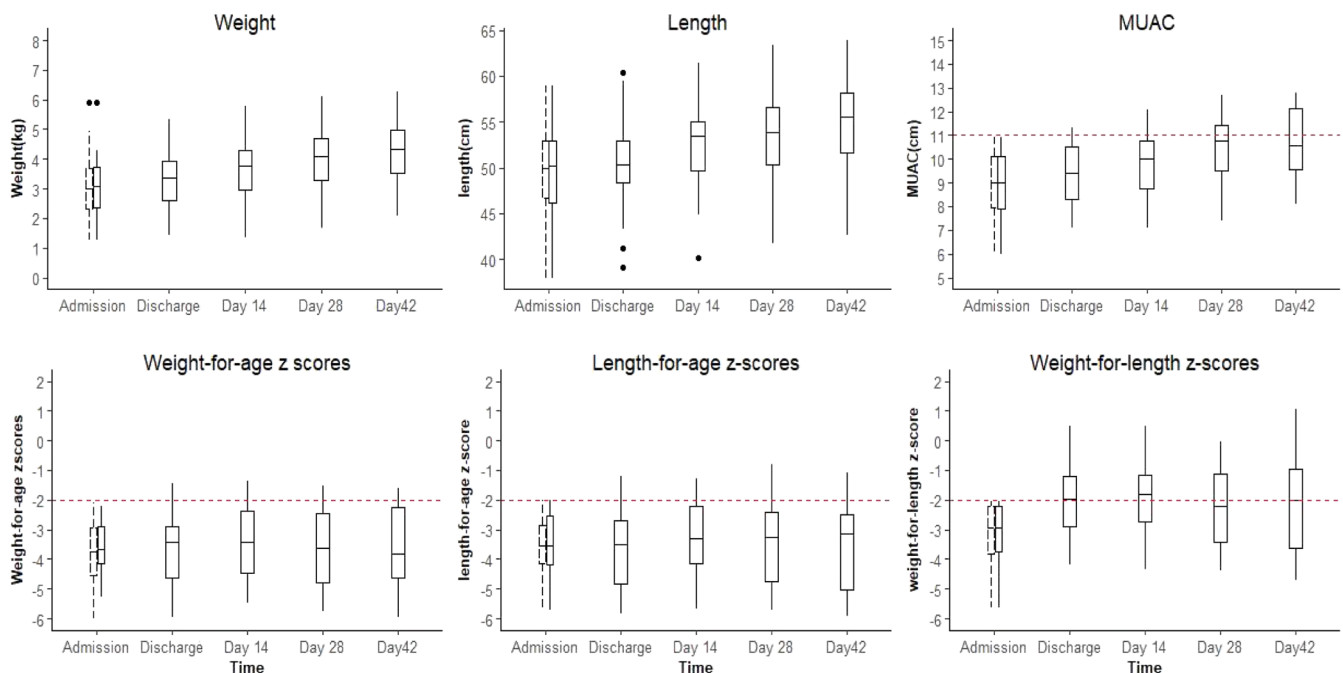 Weight
Weight(kg)
8
7
6
5
4
3
2
1
0
Admission Discharge Day 14 Day 28 Day42
Length
length(cm)
65
60
55
50
45
40
Admission Discharge Day 14 Day 28 Day42
MUAC
MUAC(cm)
15
14
13
12
11
10
9
8
7
6
5
Admission Discharge Day 14 Day 28 Day42
Weight-for-age z scores
Weight-for-age zscores
2
1
0
-1
-2
-3
-4
-5
-6
Admission Discharge Day 14 Day 28 Day42
Time
Length-for-age z-scores
length-for-age z-score
2
1
0
-1
-2
-3
-4
-5
-6
Admission Discharge Day 14 Day 28 Day42
Time
Weight-for-length z-scores
weight-for-length z-score
2
1
0
-1
-2
-3
-4
-5
-6
Admission Discharge Day 14 Day 28 Day42
Time